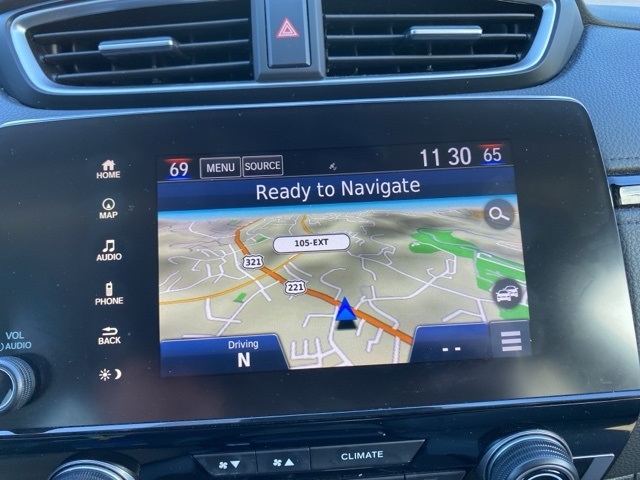 69 MENU SOURCE 11 30 65
Ready to Navigate
HOME
MAP
AUDIO
PHONE
BACK
105-EXT
321
221
Driving
N
--
VOL
AUDIO
CLIMATE